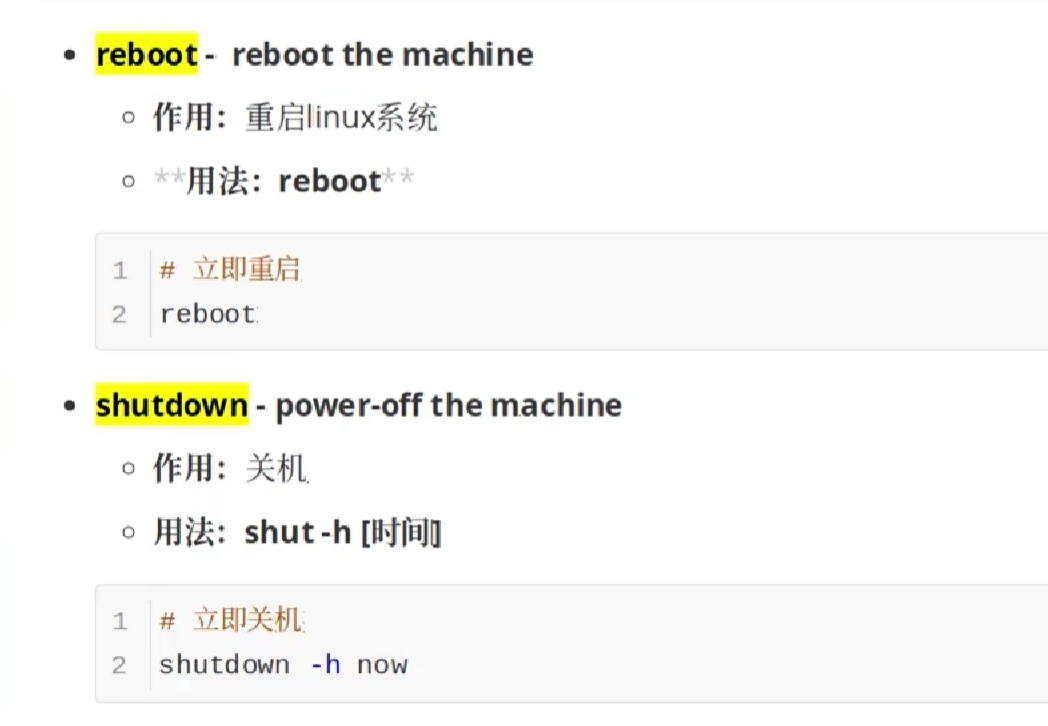 • reboot - reboot the machine
◦ 作用：重启linux系统
◦ **用法：reboot**
1 # 立即重启
2 reboot
• shutdown - power-off the machine
◦ 作用：关机
◦ 用法：shut -h [时间]
1 # 立即关机
2 shutdown -h now